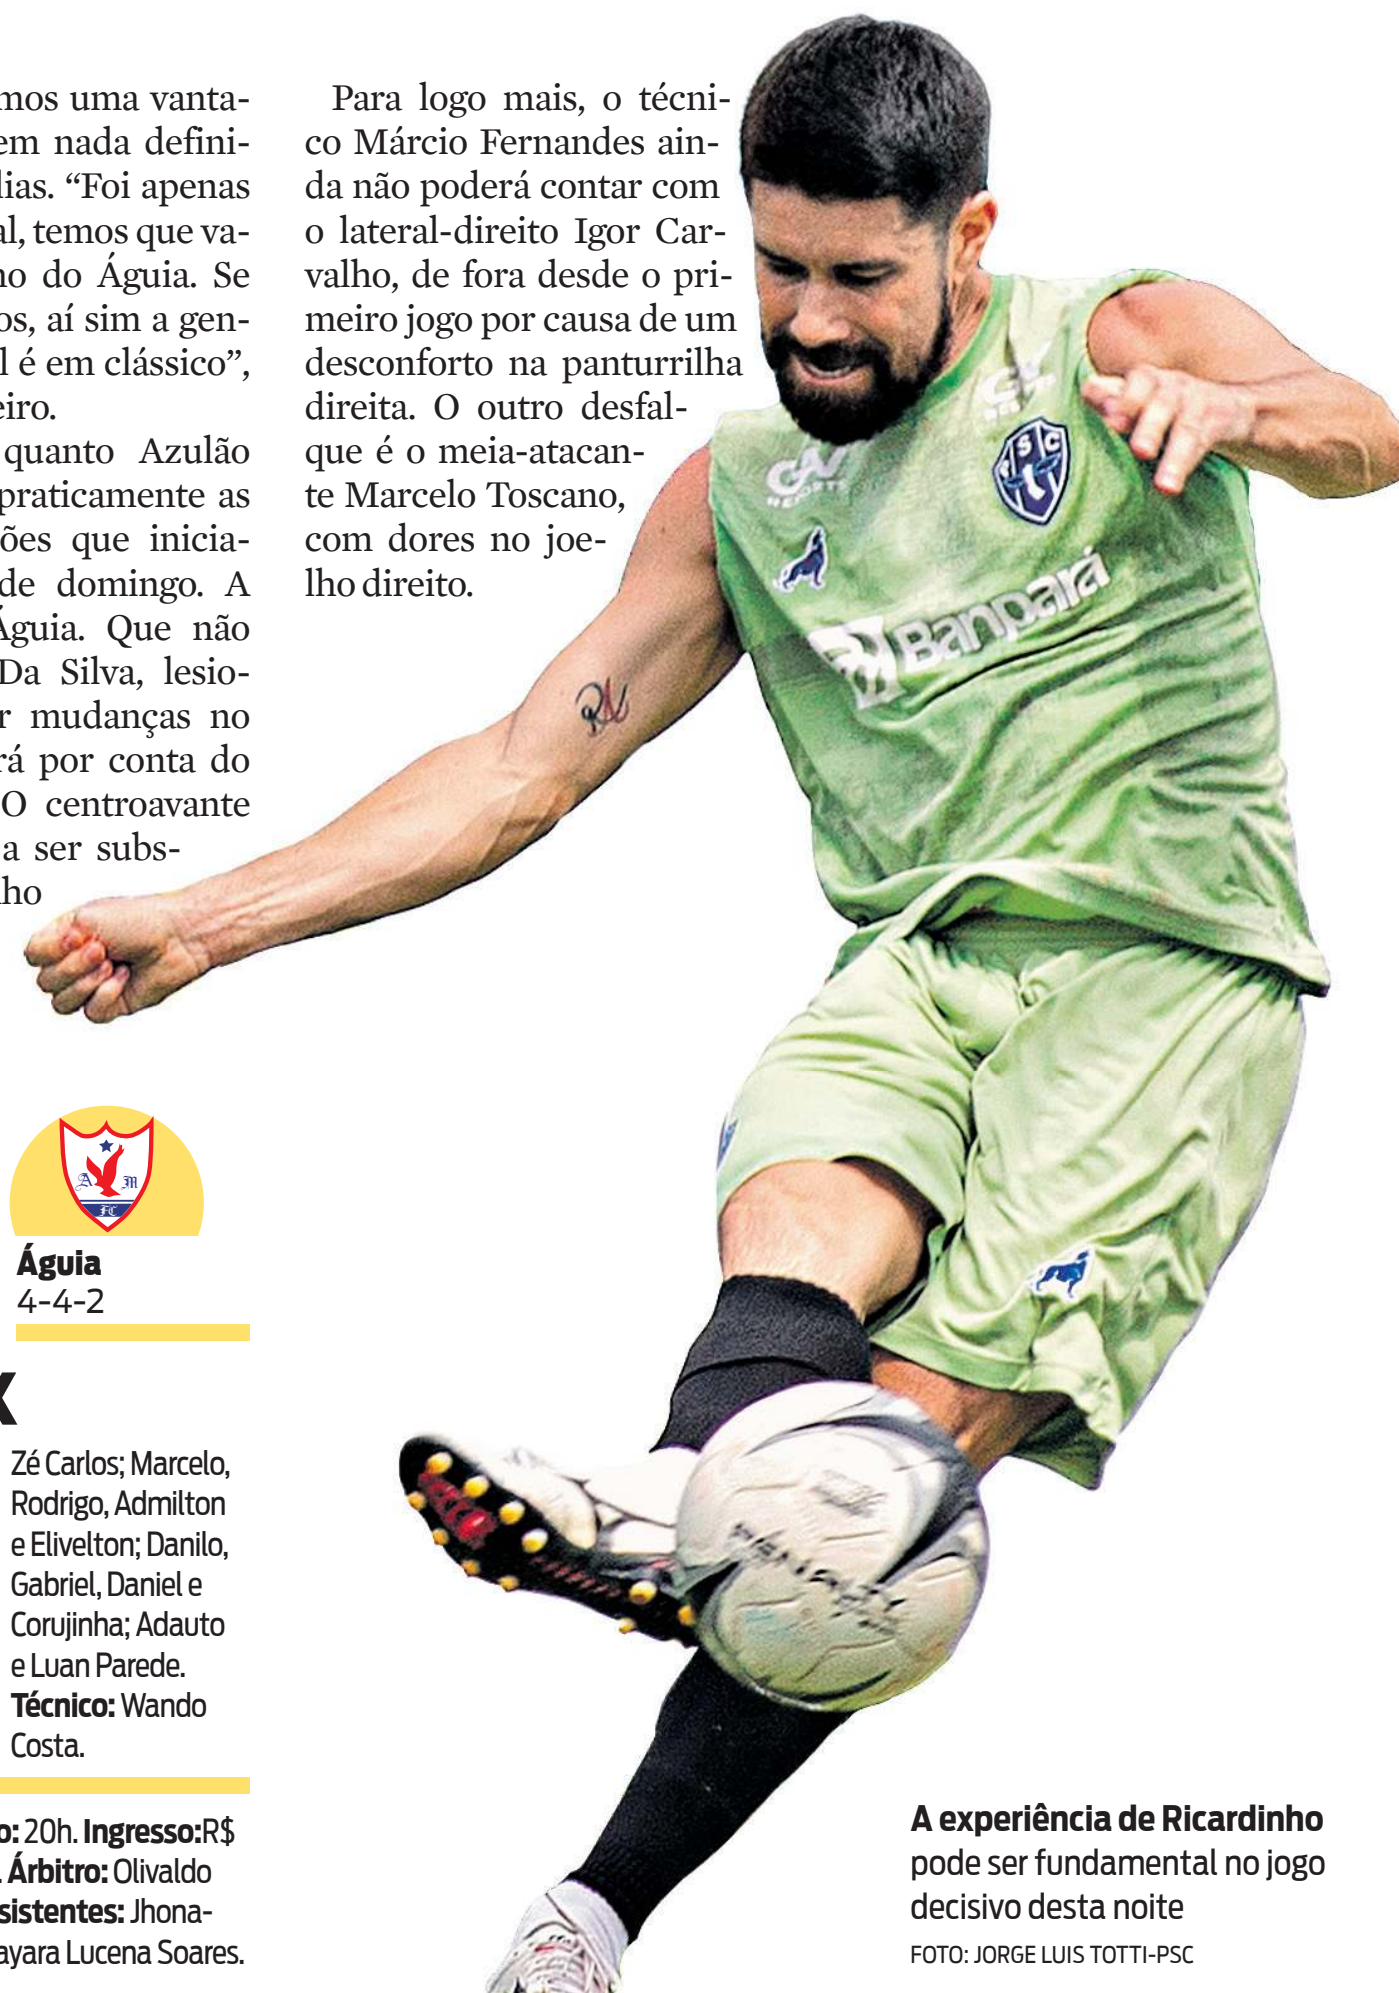 mos uma vanta-
em nada defini-
lias. “Foi apenas
al, temos que va-
no do Águia. Se
os, aí sim a gen-
l é em clássico”,
eiro.
quanto Azulão
praticamente as
ões que inicia-
de domingo. A
Águia. Que não
Da Silva, lesio-
r mudanças no
rá por conta do
O centroavante
a ser subs-
ho
Para logo mais, o técni-
co Márcio Fernandes ain-
da não poderá contar com
o lateral-direito Igor Car-
valho, de fora desde o pri-
meiro jogo por causa de um
desconforto na panturrilha
direita. O outro desfal-
que é o meia-atacan-
te Marcelo Toscano,
com dores no joe-
lho direito.
PSC
Banpará
A M
FC
Águia
4-4-2
X
Zé Carlos; Marcelo,
Rodrigo, Admilton
e Elivelton; Danilo,
Gabriel, Daniel e
Corujinha; Adauto
e Luan Parede.
Técnico: Wando
Costa.
o: 20h. Ingresso:R$
. Árbitro: Olivaldo
sistentes: Jhona-
ayara Lucena Soares.
A experiência de Ricardinho
pode ser fundamental no jogo
decisivo desta noite
FOTO: JORGE LUIS TOTTI-PSC